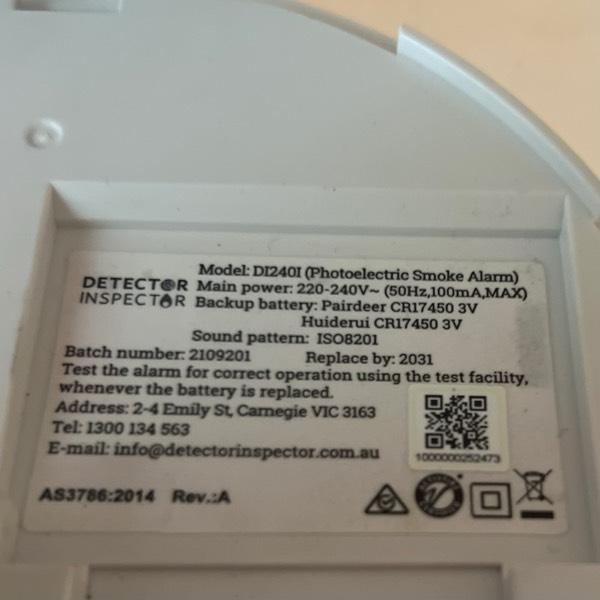 DETECTOR
INSPECTOR
Model: DI240I (Photoelectric Smoke Alarm)
Main power: 220-240V~ (50Hz,100mA,MAX)
Backup battery: Pairdeer CR17450 3V
Huiderui CR17450 3V
Sound pattern: ISO8201
Batch number: 2109201 Replace by: 2031
Test the alarm for correct operation using the test facility,
whenever the battery is replaced.
Address: 2-4 Emily St, Carnegie VIC 3163
Tel: 1300 134 563
E-mail: info@detectorinspector.com.au
1000000252473
AS3786:2014 Rev.:A